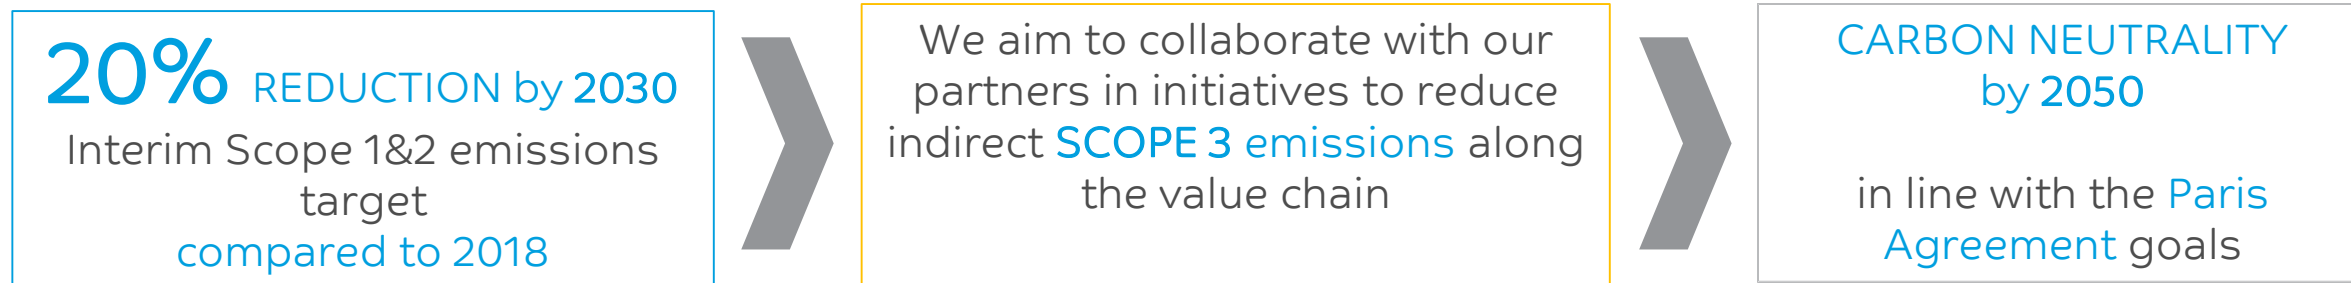 20% REDUCTION by 2030
Interim Scope 1&2 emissions
target
compared to 2018
We aim to collaborate with our
partners in initiatives to reduce
indirect SCOPE 3 emissions along
the value chain
CARBON NEUTRALITY
by 2050
in line with the Paris
Agreement goals